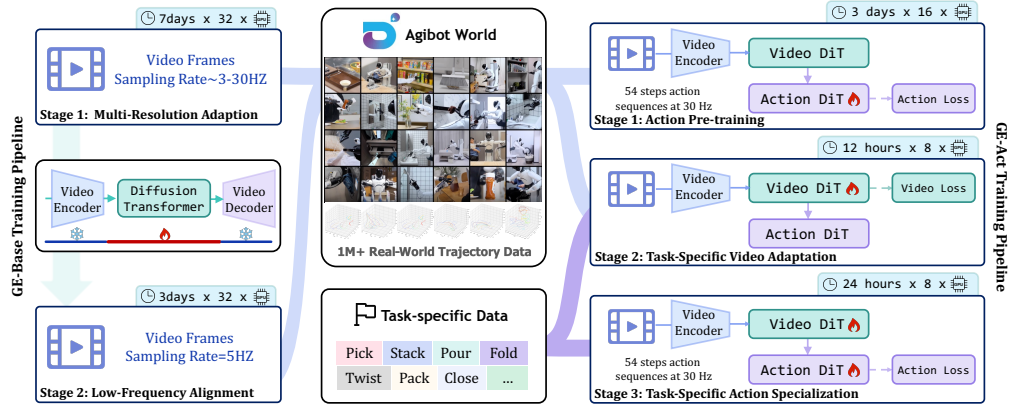 GE-Base Training Pipeline
7days x 32 x GPU
Video Frames
Sampling Rate~3-30HZ
Stage 1: Multi-Resolution Adaption
Video
Encoder
Diffusion
Transformer
Video
Decoder
3days x 32 x GPU
Video Frames
Sampling Rate=5HZ
Stage 2: Low-Frequency Alignment
Agibot World
1M+ Real-World Trajectory Data
Task-specific Data
Pick Stack Pour Fold
Twist Pack Close ...
GE-Act Training Pipeline
3 days x 16 x GPU
Video
Encoder
Video DiT
54 steps action
sequences at 30 Hz
Action DiT
Action Loss
Stage 1: Action Pre-training
12 hours x 8 x GPU
Video
Encoder
Video DiT
Video Loss
Action DiT
Stage 2: Task-Specific Video Adaptation
24 hours x 8 x GPU
Video
Encoder
Video DiT
54 steps action
sequences at 30 Hz
Action DiT
Action Loss
Stage 3: Task-Specific Action Specialization